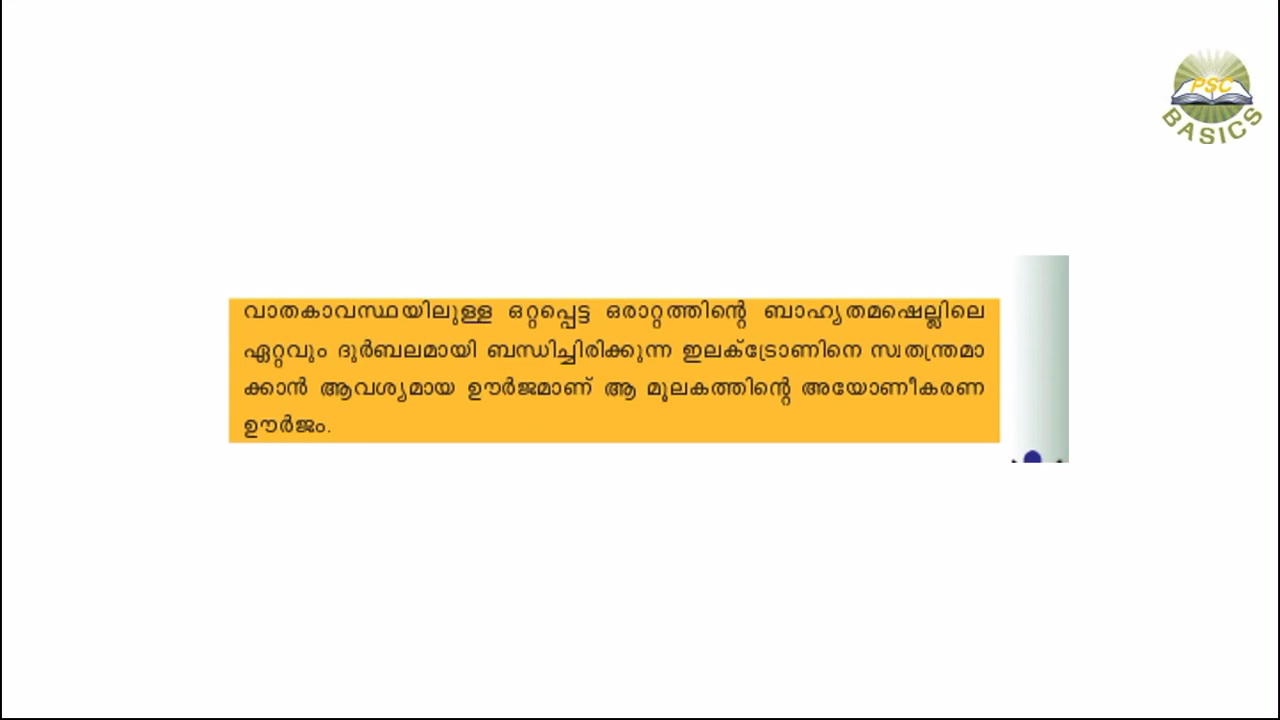 PSC
BASICS
വാതകാവസ്ഥയിലുള്ള ഒറ്റപ്പെട്ട ഒരാറ്റത്തിന്റെ ബാഹ്യതമഷെല്ലിലെ
ഏറ്റവും ദുർബലമായി ബന്ധിച്ചിരിക്കുന്ന ഇലക്ട്രോണിനെ സ്വതന്ത്രമാ
ക്കാൻ ആവശ്യമായ ഊർജമാണ് ആ മൂലകത്തിന്റെ അയോണീകരണ
ഊർജം.